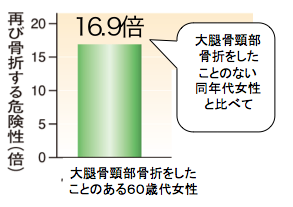 再び骨折する危険性(倍)
20
15
10
5
0
16.9倍
大腿骨頸部
骨折をした
ことのない
同年代女性
と比べて
大腿骨頸部骨折をした
ことのある60歳代女性